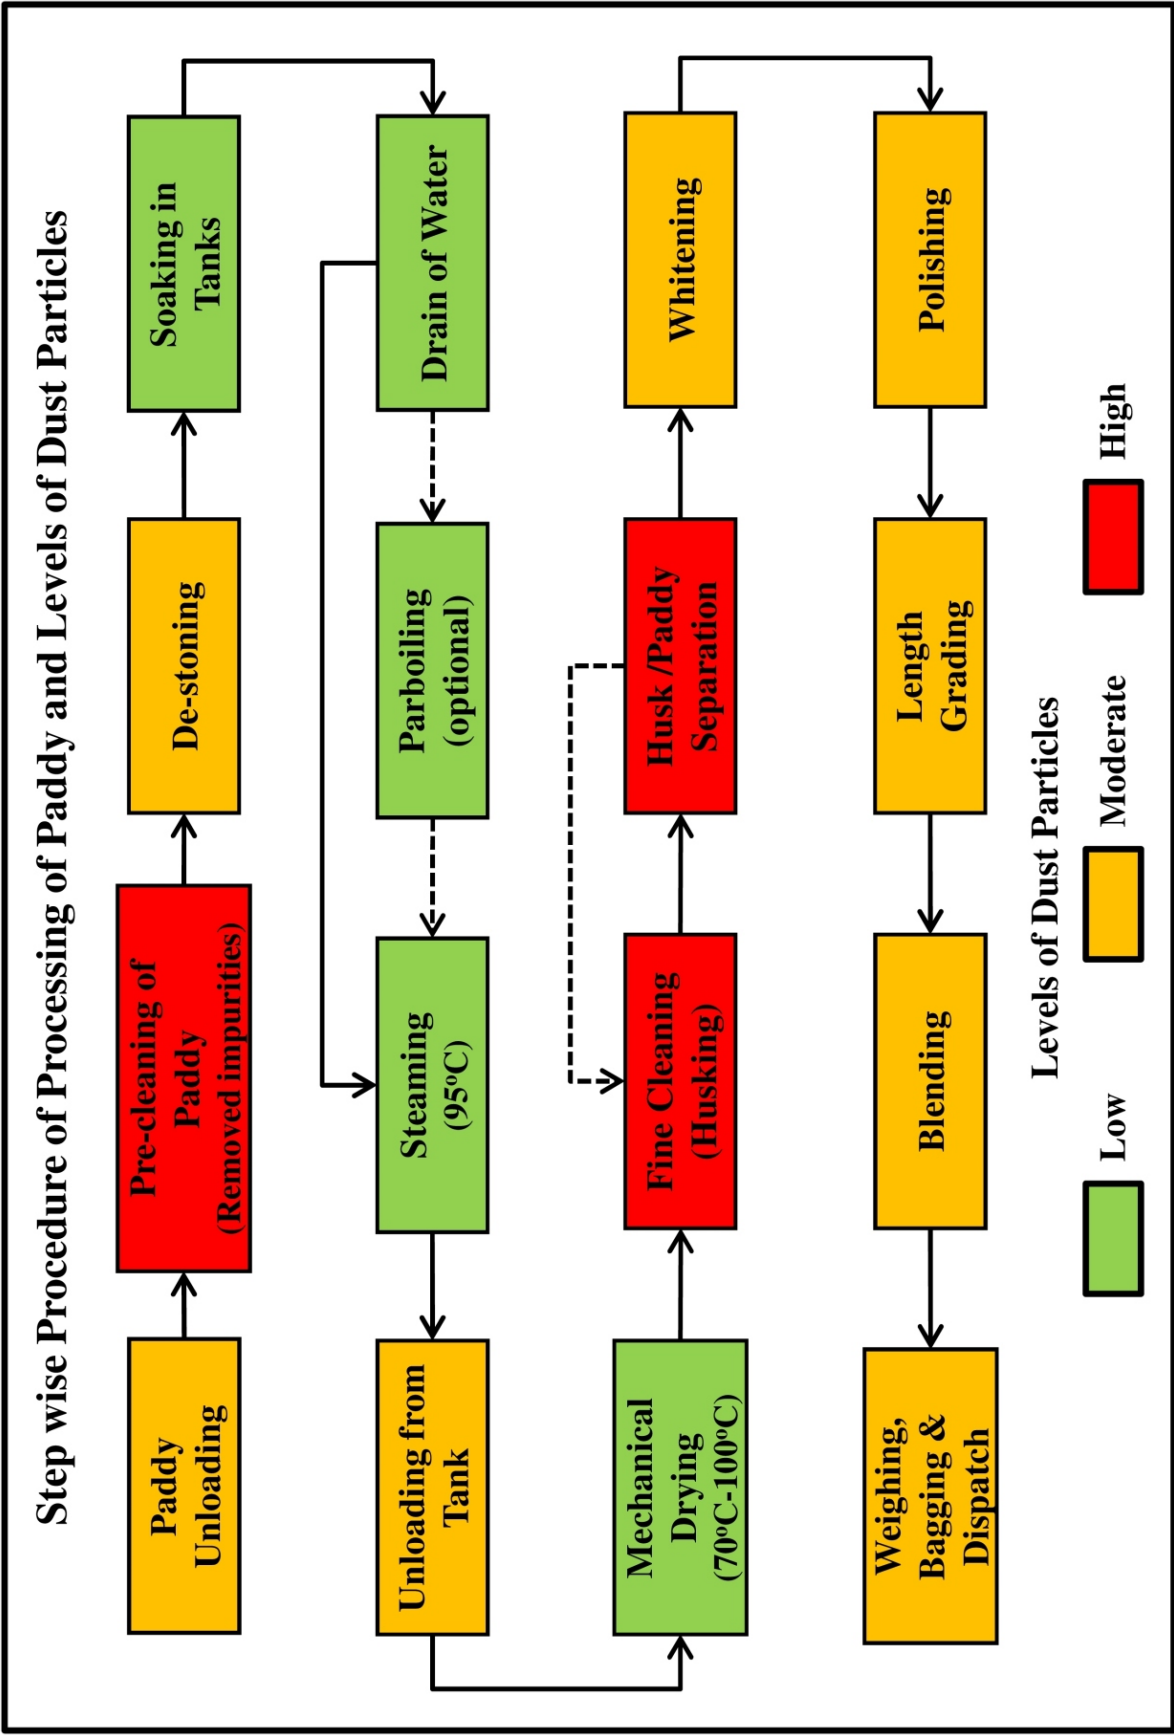 Step wise Procedure of Processing of Paddy and Levels of Dust Particles
Paddy
Unloading
Pre-cleaning of
Paddy
(Removed impurities)
De-stoning
Soaking in
Tanks
Drain of Water
Parboiling
(optional)
Steaming
(95ºC)
Unloading from
Tank
Mechanical
Drying
(70ºC-100ºC)
Fine Cleaning
(Husking)
Husk /Paddy
Separation
Whitening
Polishing
Length
Grading
Blending
Weighing,
Bagging &
Dispatch
Levels of Dust Particles
Low
Moderate
High